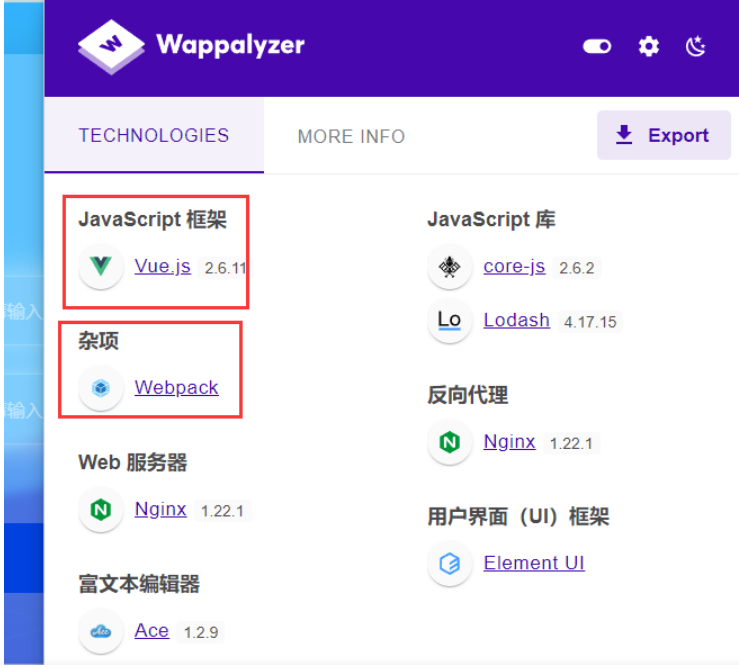 Wappalyzer
TECHNOLOGIES
MORE INFO
Export
JavaScript 框架
Vue.js 2.6.11
杂项
Webpack
Web 服务器
Nginx 1.22.1
富文本编辑器
Ace 1.2.9
JavaScript 库
core-js 2.6.2
Lo
Lodash 4.17.15
反向代理
Nginx 1.22.1
用户界面（UI）框架
Element UI
输入
输入